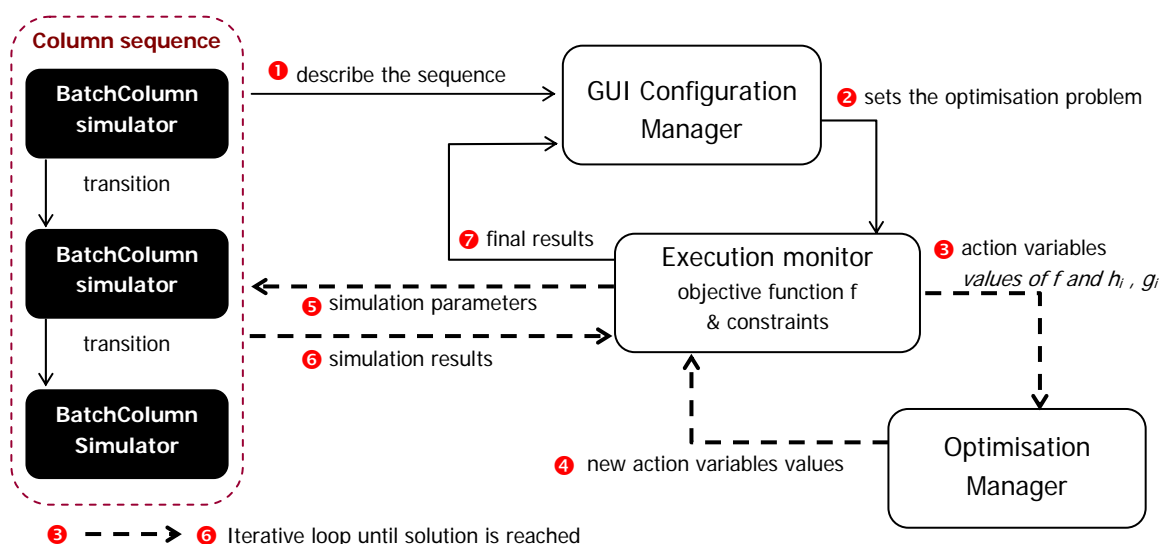 Column sequence
BatchColumn
simulator
transition
BatchColumn
simulator
transition
BatchColumn
Simulator
❶ describe the sequence
GUI Configuration
Manager
❷ sets the optimisation problem
❼ final results
Execution monitor
objective function f
& constraints
❸ action variables
values of f and hᵢ , gᵢ
❺ simulation parameters
❻ simulation results
❹ new action variables values
Optimisation
Manager
❸ ❻ Iterative loop until solution is reached